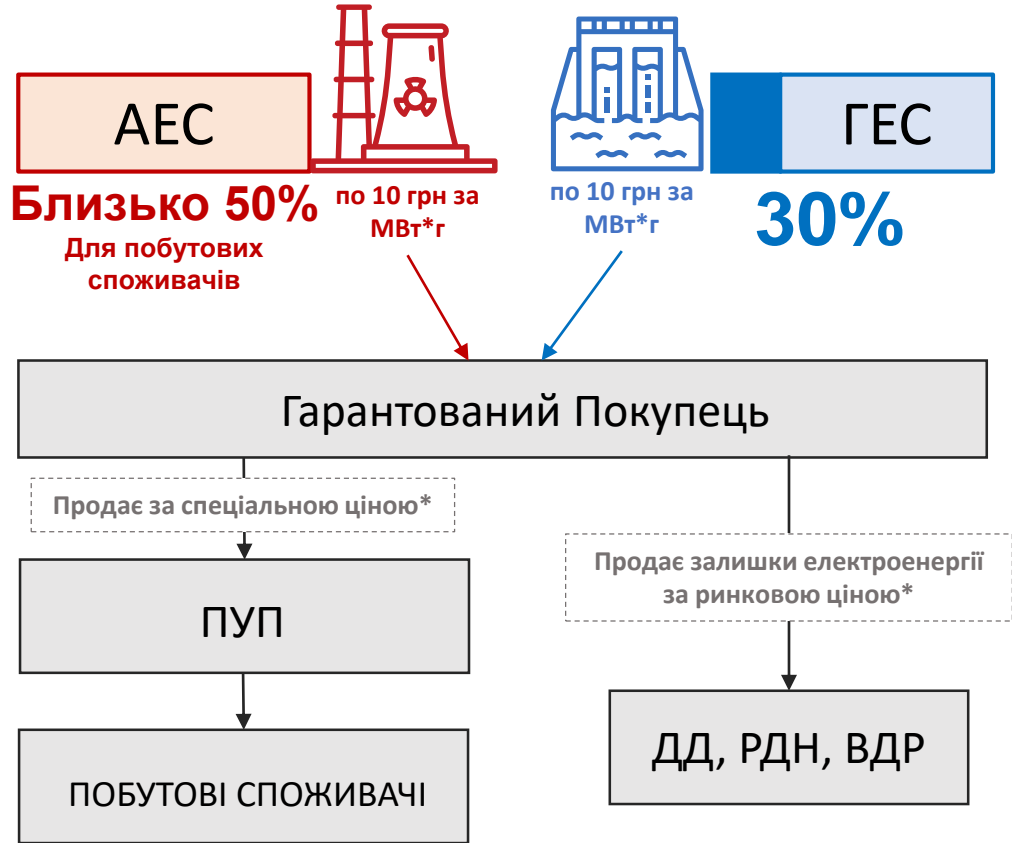 АЕС
Близько 50%
Для побутових
споживачів
по 10 грн за
МВт*г
по 10 грн за
МВт*г
ГЕС
30%
Гарантований Покупець
Продає за спеціальною ціною*
ПУП
ПОБУТОВІ СПОЖИВАЧІ
Продає залишки електроенергії
за ринковою ціною*
ДД, РДН, ВДР